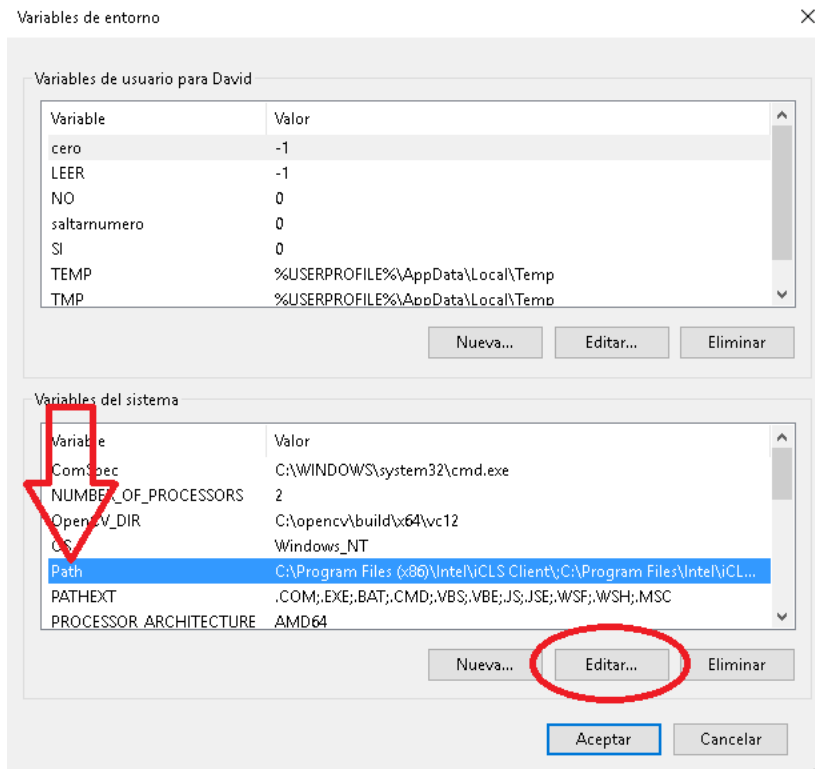 Variables de entorno
Variables de usuario para David
Variable Valor
cero -1
LEER -1
NO 0
saltarnumero 0
SI 0
TEMP %USERPROFILE%\AppData\Local\Temp
TMP %USERPROFILE%\AppData\Local\Temp
Nueva... Editar... Eliminar
Variables del sistema
Variable Valor
ComSpec C:\WINDOWS\system32\cmd.exe
NUMBER_OF_PROCESSORS 2
OpenCV_DIR C:\opencv\build\x64\vc12
OS Windows_NT
Path C:\Program Files (x86)\Intel\iCLS Client\;C:\Program Files\Intel\iCL...
PATHEXT .COM;.EXE;.BAT;.CMD;.VBS;.VBE;.JS;.JSE;.WSF;.WSH;.MSC
PROCESSOR_ARCHITECTURE AMD64
Nueva... Editar... Eliminar
Aceptar Cancelar